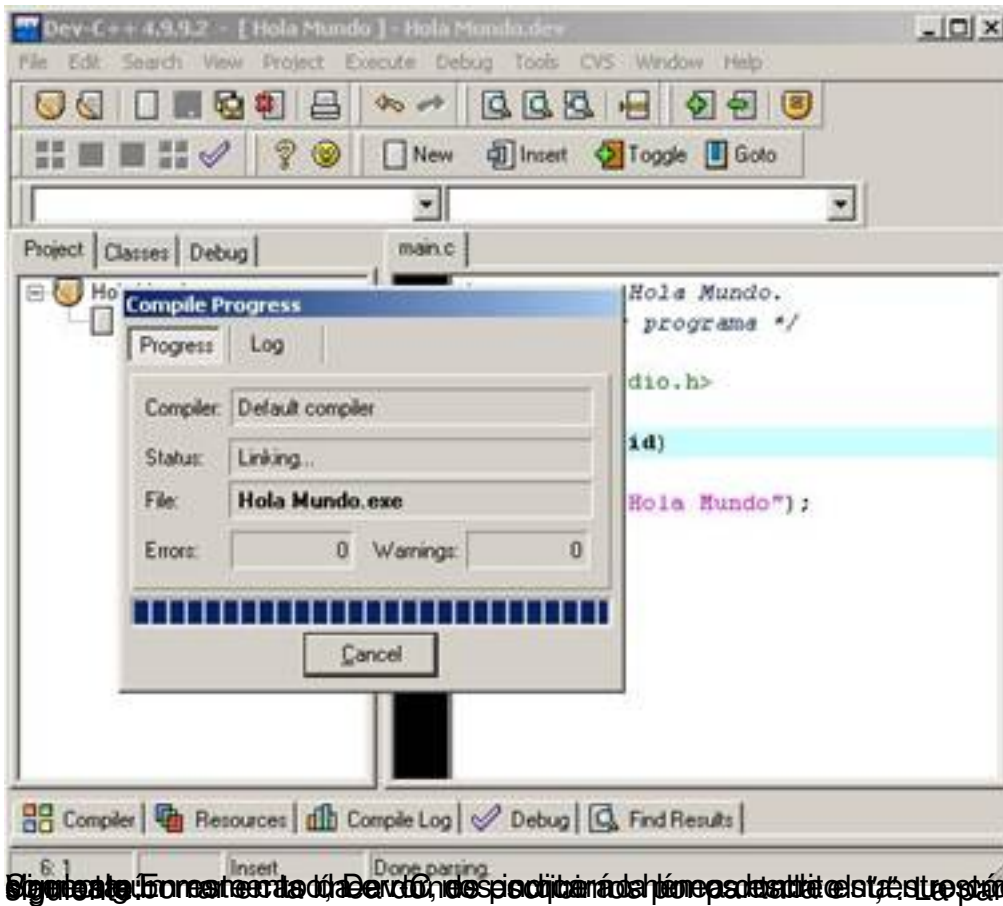 Dev-C++ 4.9.9.2 - [ Hola Mundo ] - Hola Mundo.dev
File Edit Search View Project Execute Debug Tools CVS Window Help
New Insert Toggle Goto
Project Classes Debug
main.c
Ho
Hola Mundo.
programa */
dio.h>
id)
Hola Mundo");
Compile Progress
Progress Log
Compiler: Default compiler
Status: Linking...
File: Hola Mundo.exe
Errors: 0 Warnings: 0
Cancel
Compiler Resources Compile Log Debug Find Results
6: 1 Insert Done parsing